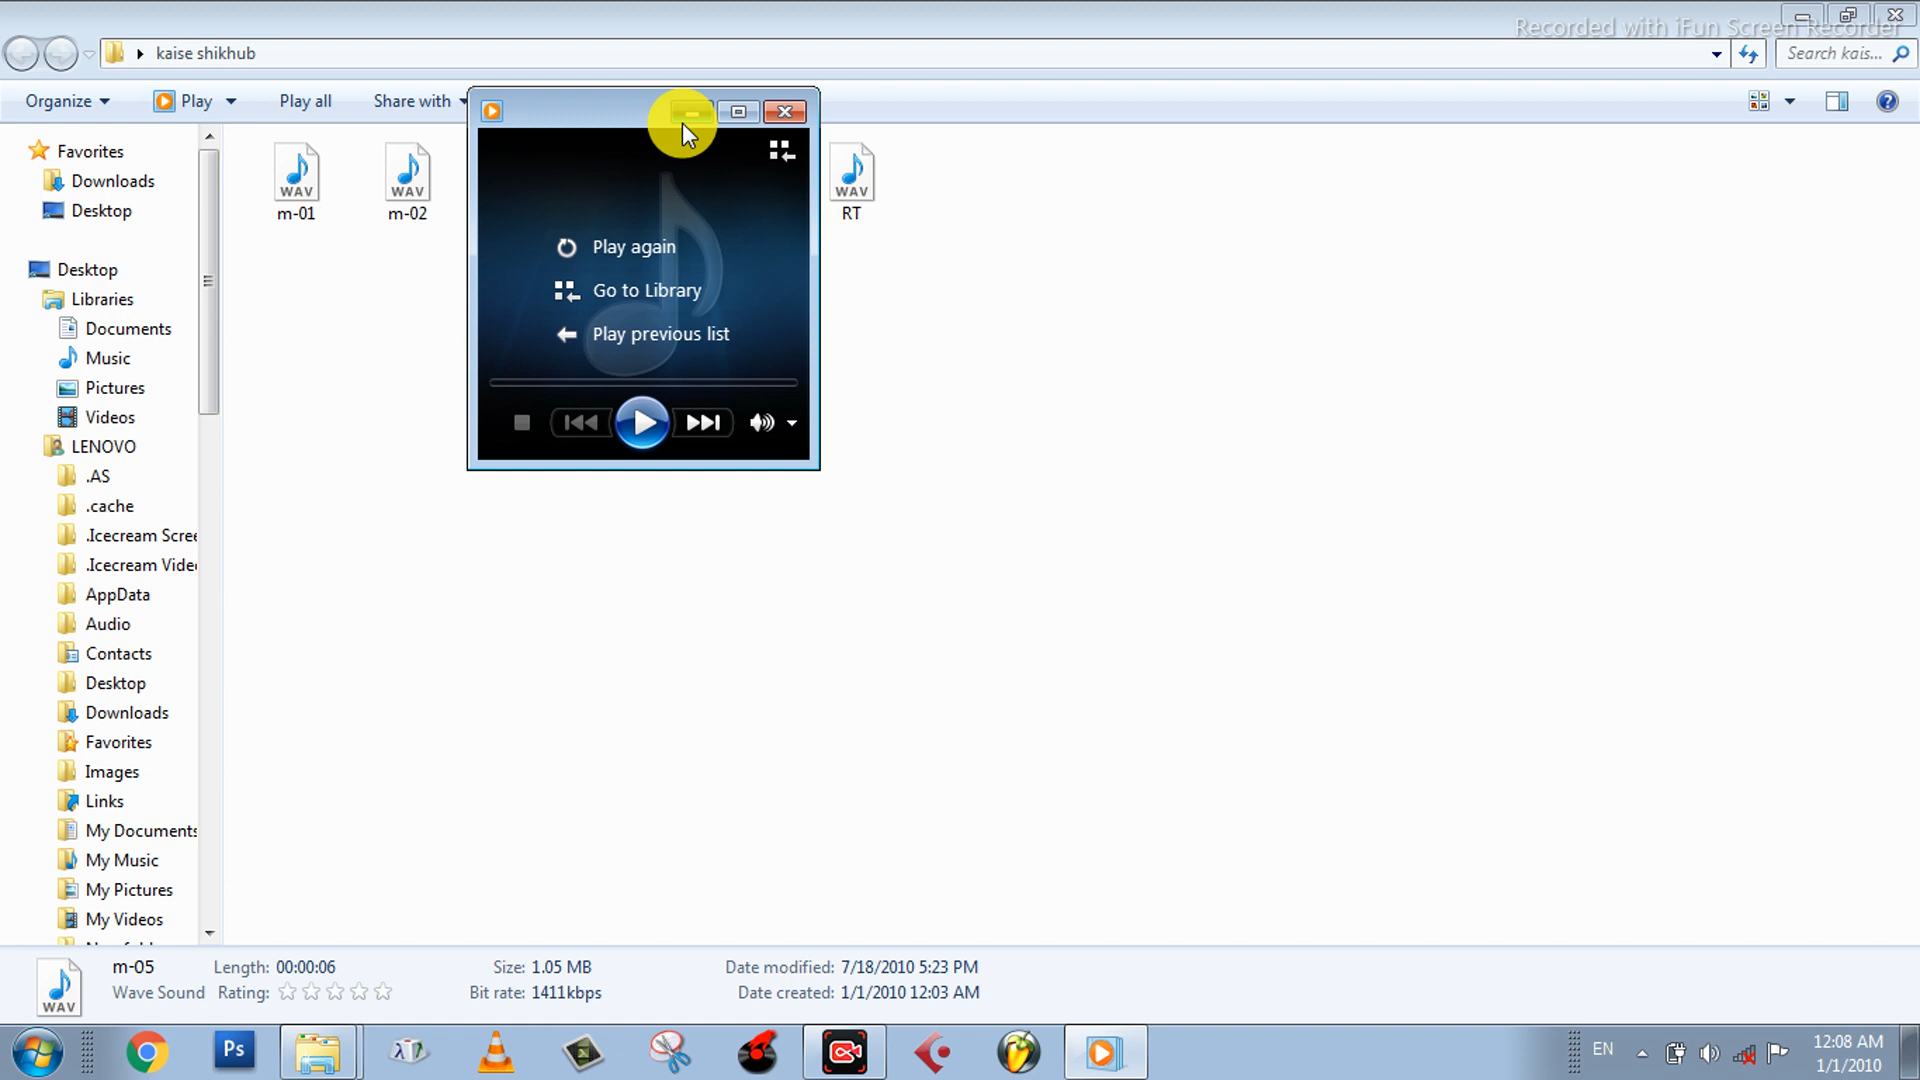 Recorded with iFun Screen Recorder
kaise shikhub
Search kais...
Organize
Play
Play all
Share with
Favorites
Downloads
Desktop
Desktop
Libraries
Documents
Music
Pictures
Videos
LENOVO
.AS
.cache
.Icecream Scree
.Icecream Vide
AppData
Audio
Contacts
Desktop
Downloads
Favorites
Images
Links
My Documents
My Music
My Pictures
My Videos
WAV
m-01
WAV
m-02
WAV
RT
Play again
Go to Library
Play previous list
WAV
m-05
Wave Sound
Length: 00:00:06
Rating:
Size: 1.05 MB
Bit rate: 1411kbps
Date modified: 7/18/2010 5:23 PM
Date created: 1/1/2010 12:03 AM
Ps
EN
12:08 AM
1/1/2010